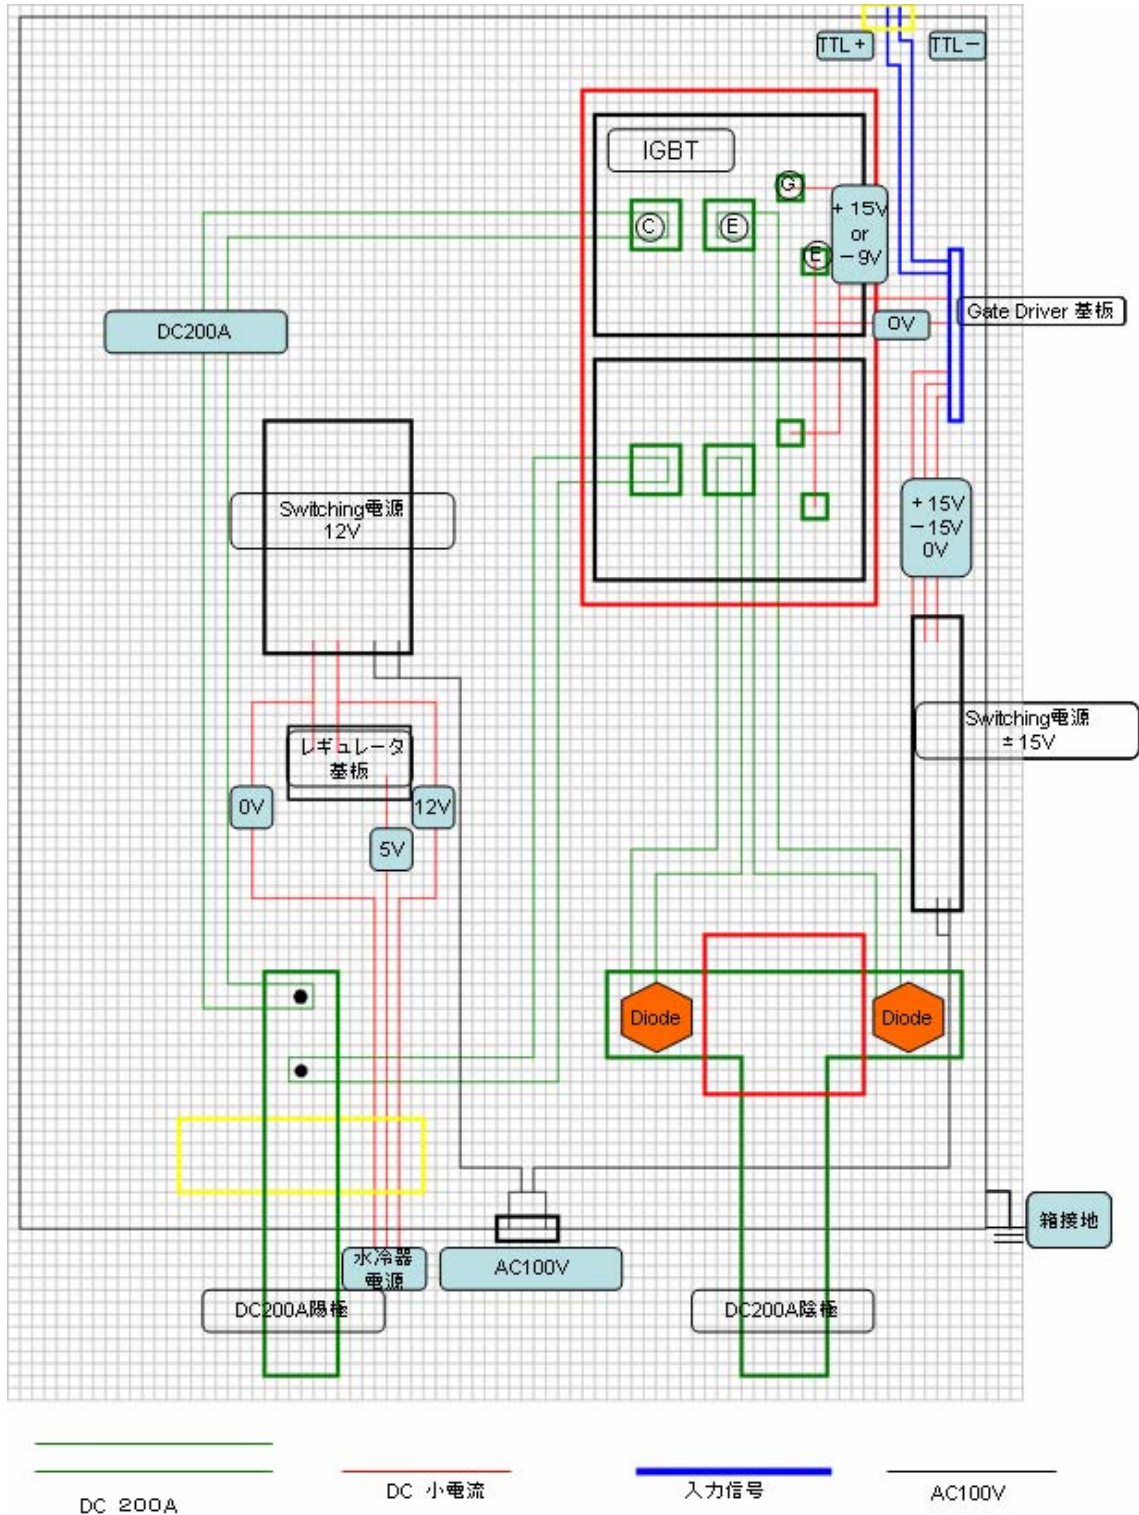 TTL＋
TTL－
IGBT
G
C
E
E
＋15V
or
－9V
Gate Driver 基板
0V
DC200A
Switching電源
12V
＋15V
－15V
0V
Switching電源
±15V
レギュレータ
基板
0V
12V
5V
Diode
Diode
箱接地
水冷器
電源
AC100V
DC200A陽極
DC200A陰極
DC 200A
DC 小電流
入力信号
AC100V